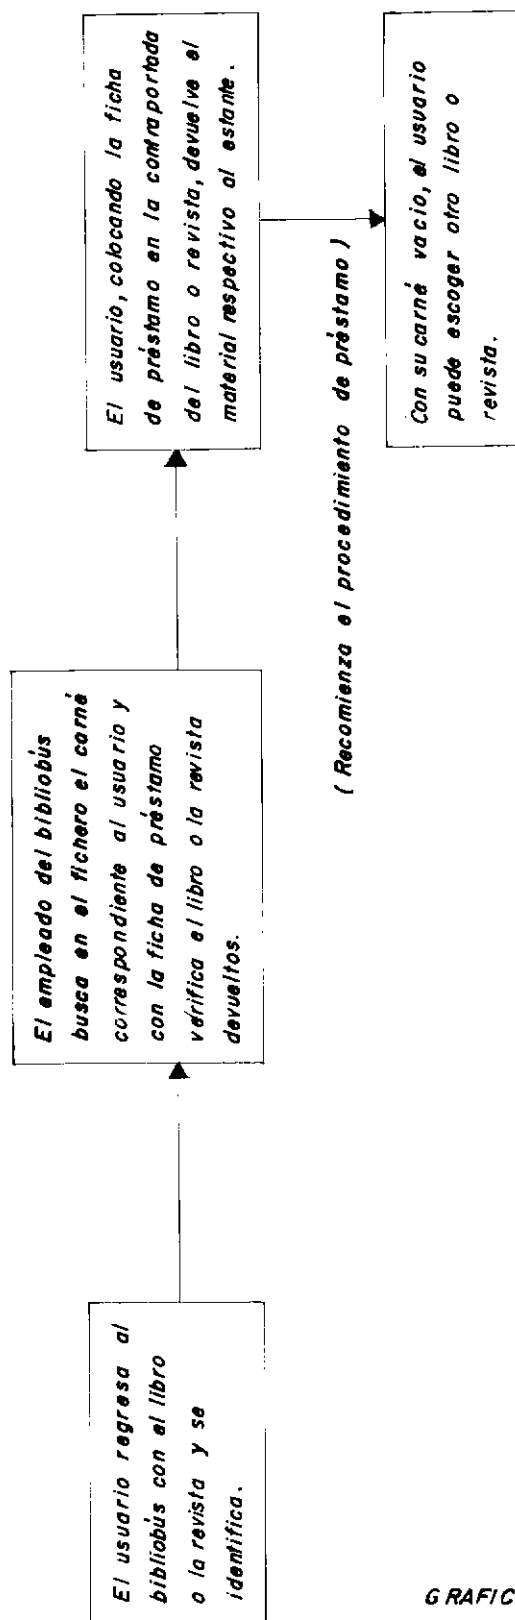 El usuario regresa al
bibliobús con el libro
o la revista y se
identifica.
El empleado del bibliobús
busca en el fichero el carné
correspondiente al usuario y
con la ficha de préstamo
vérifica el libro o la revista
devueltos.
El usuario, colocando la ficha
de préstamo en la contraportada
del libro o revista, devuelve el
material respectivo al estante.
(Recomienza el procedimiento de préstamo)
Con su carné vacío, el usuario
puede escoger otro libro o
revista.
GRAFIC